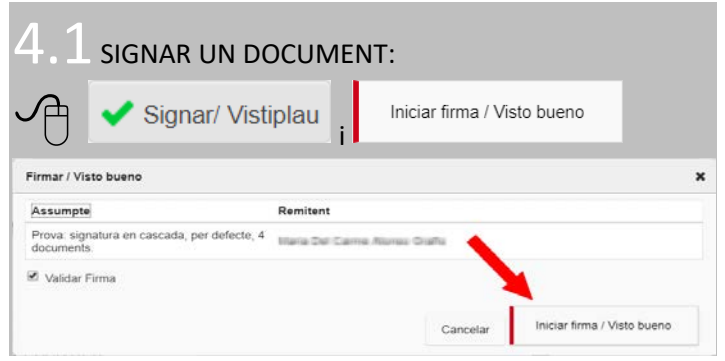 4.1 SIGNAR UN DOCUMENT:
Signar/ Vistiplau i Iniciar firma / Visto bueno
Firmar / Visto bueno
Assumpte Remitent
Prova: signatura en cascada, per defecte, 4
documents.
Validar Firma
Cancelar Iniciar firma / Visto bueno